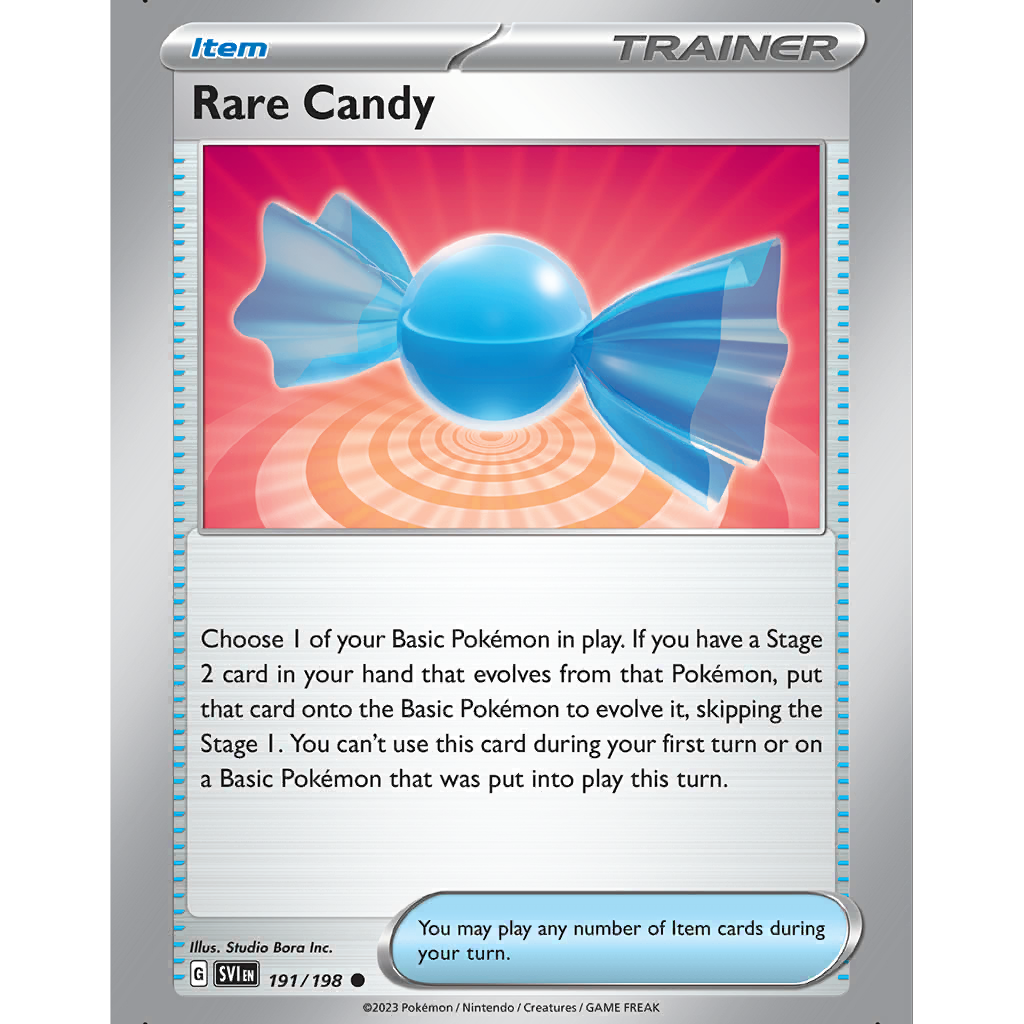 Item
TRAINER
Rare Candy
Choose 1 of your Basic Pokémon in play. If you have a Stage
2 card in your hand that evolves from that Pokémon, put
that card onto the Basic Pokémon to evolve it, skipping the
Stage 1. You can't use this card during your first turn or on
a Basic Pokémon that was put into play this turn.
You may play any number of Item cards during
your turn.
Illus. Studio Bora Inc.
G SVI EN 191/198
©2023 Pokémon / Nintendo / Creatures / GAME FREAK